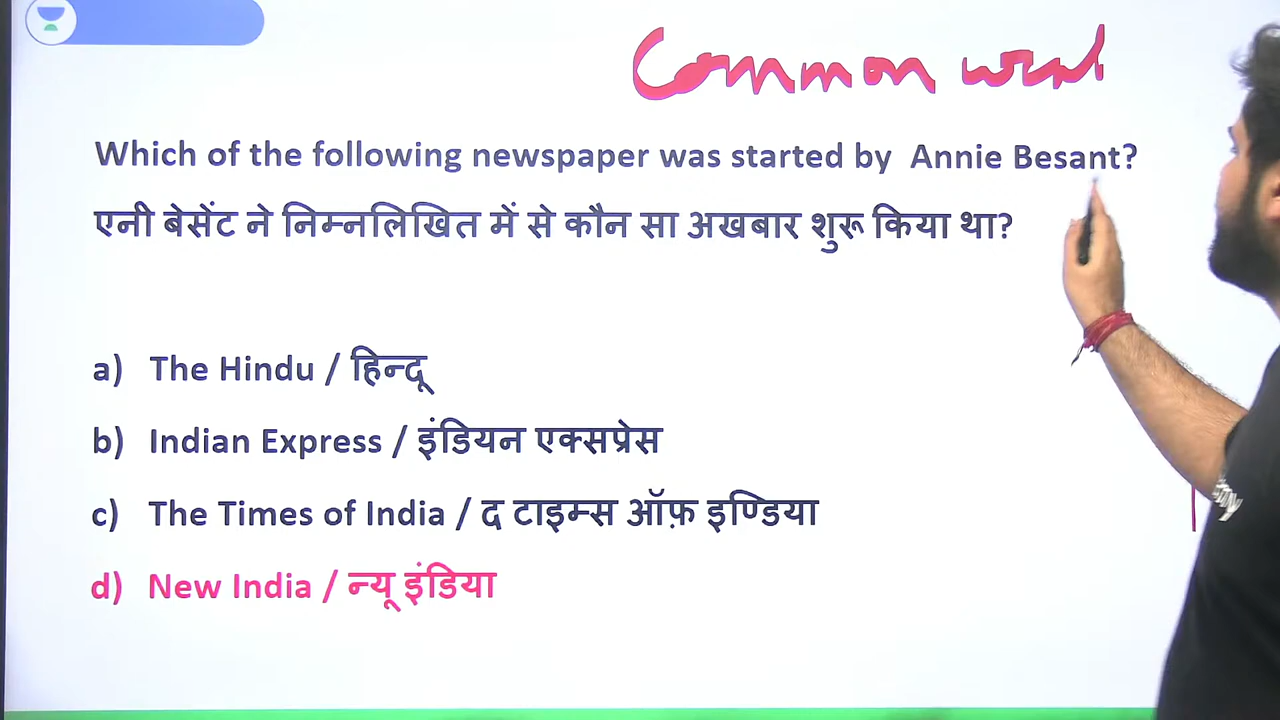 Common
Which of the following newspaper was started by Annie Besant?
एनी बेसेंट ने निम्नलिखित में से कौन सा अखबार शुरू किया था?
a) The Hindu / हिन्दू
b) Indian Express / इंडियन एक्सप्रेस
c) The Times of India / द टाइम्स ऑफ़ इण्डिया
d) New India / न्यू इंडिया